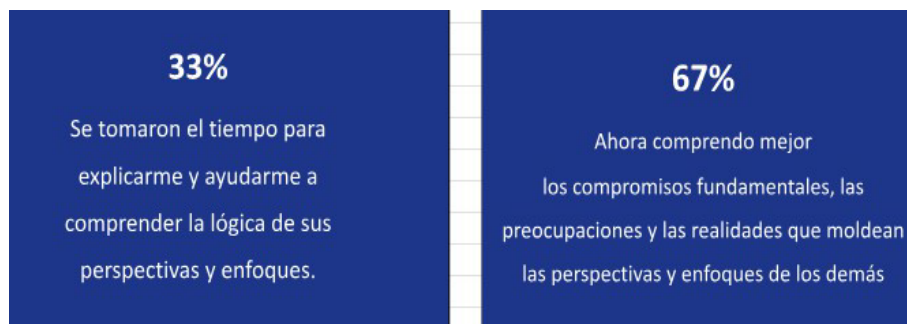 33%
Se tomaron el tiempo para
explicarme y ayudarme a
comprender la lógica de sus
perspectivas y enfoques.
67%
Ahora comprendo mejor
los compromisos fundamentales, las
preocupaciones y las realidades que moldean
las perspectivas y enfoques de los demás